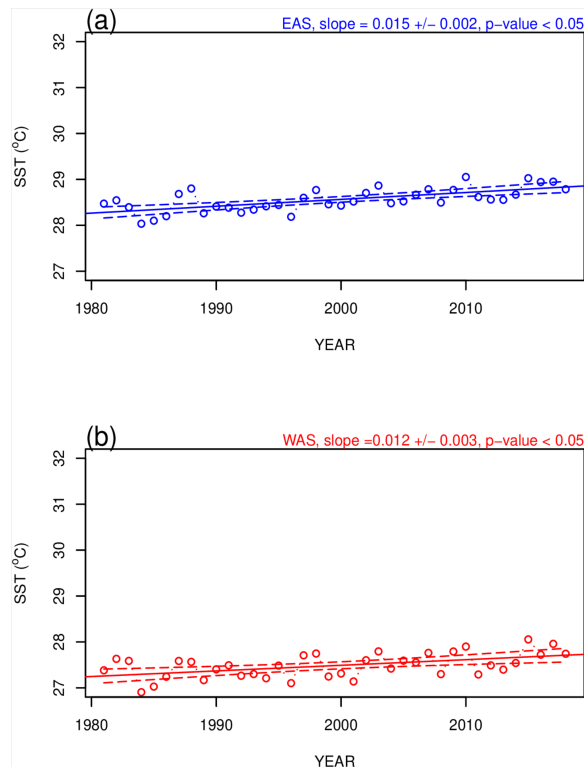 (a)
EAS, slope = 0.015 +/− 0.002, p−value < 0.05
32
31
30
29
28
27
SST (°C)
1980 1990 2000 2010
YEAR
(b)
WAS, slope =0.012 +/− 0.003, p−value < 0.05
32
31
30
29
28
27
SST (°C)
1980 1990 2000 2010
YEAR